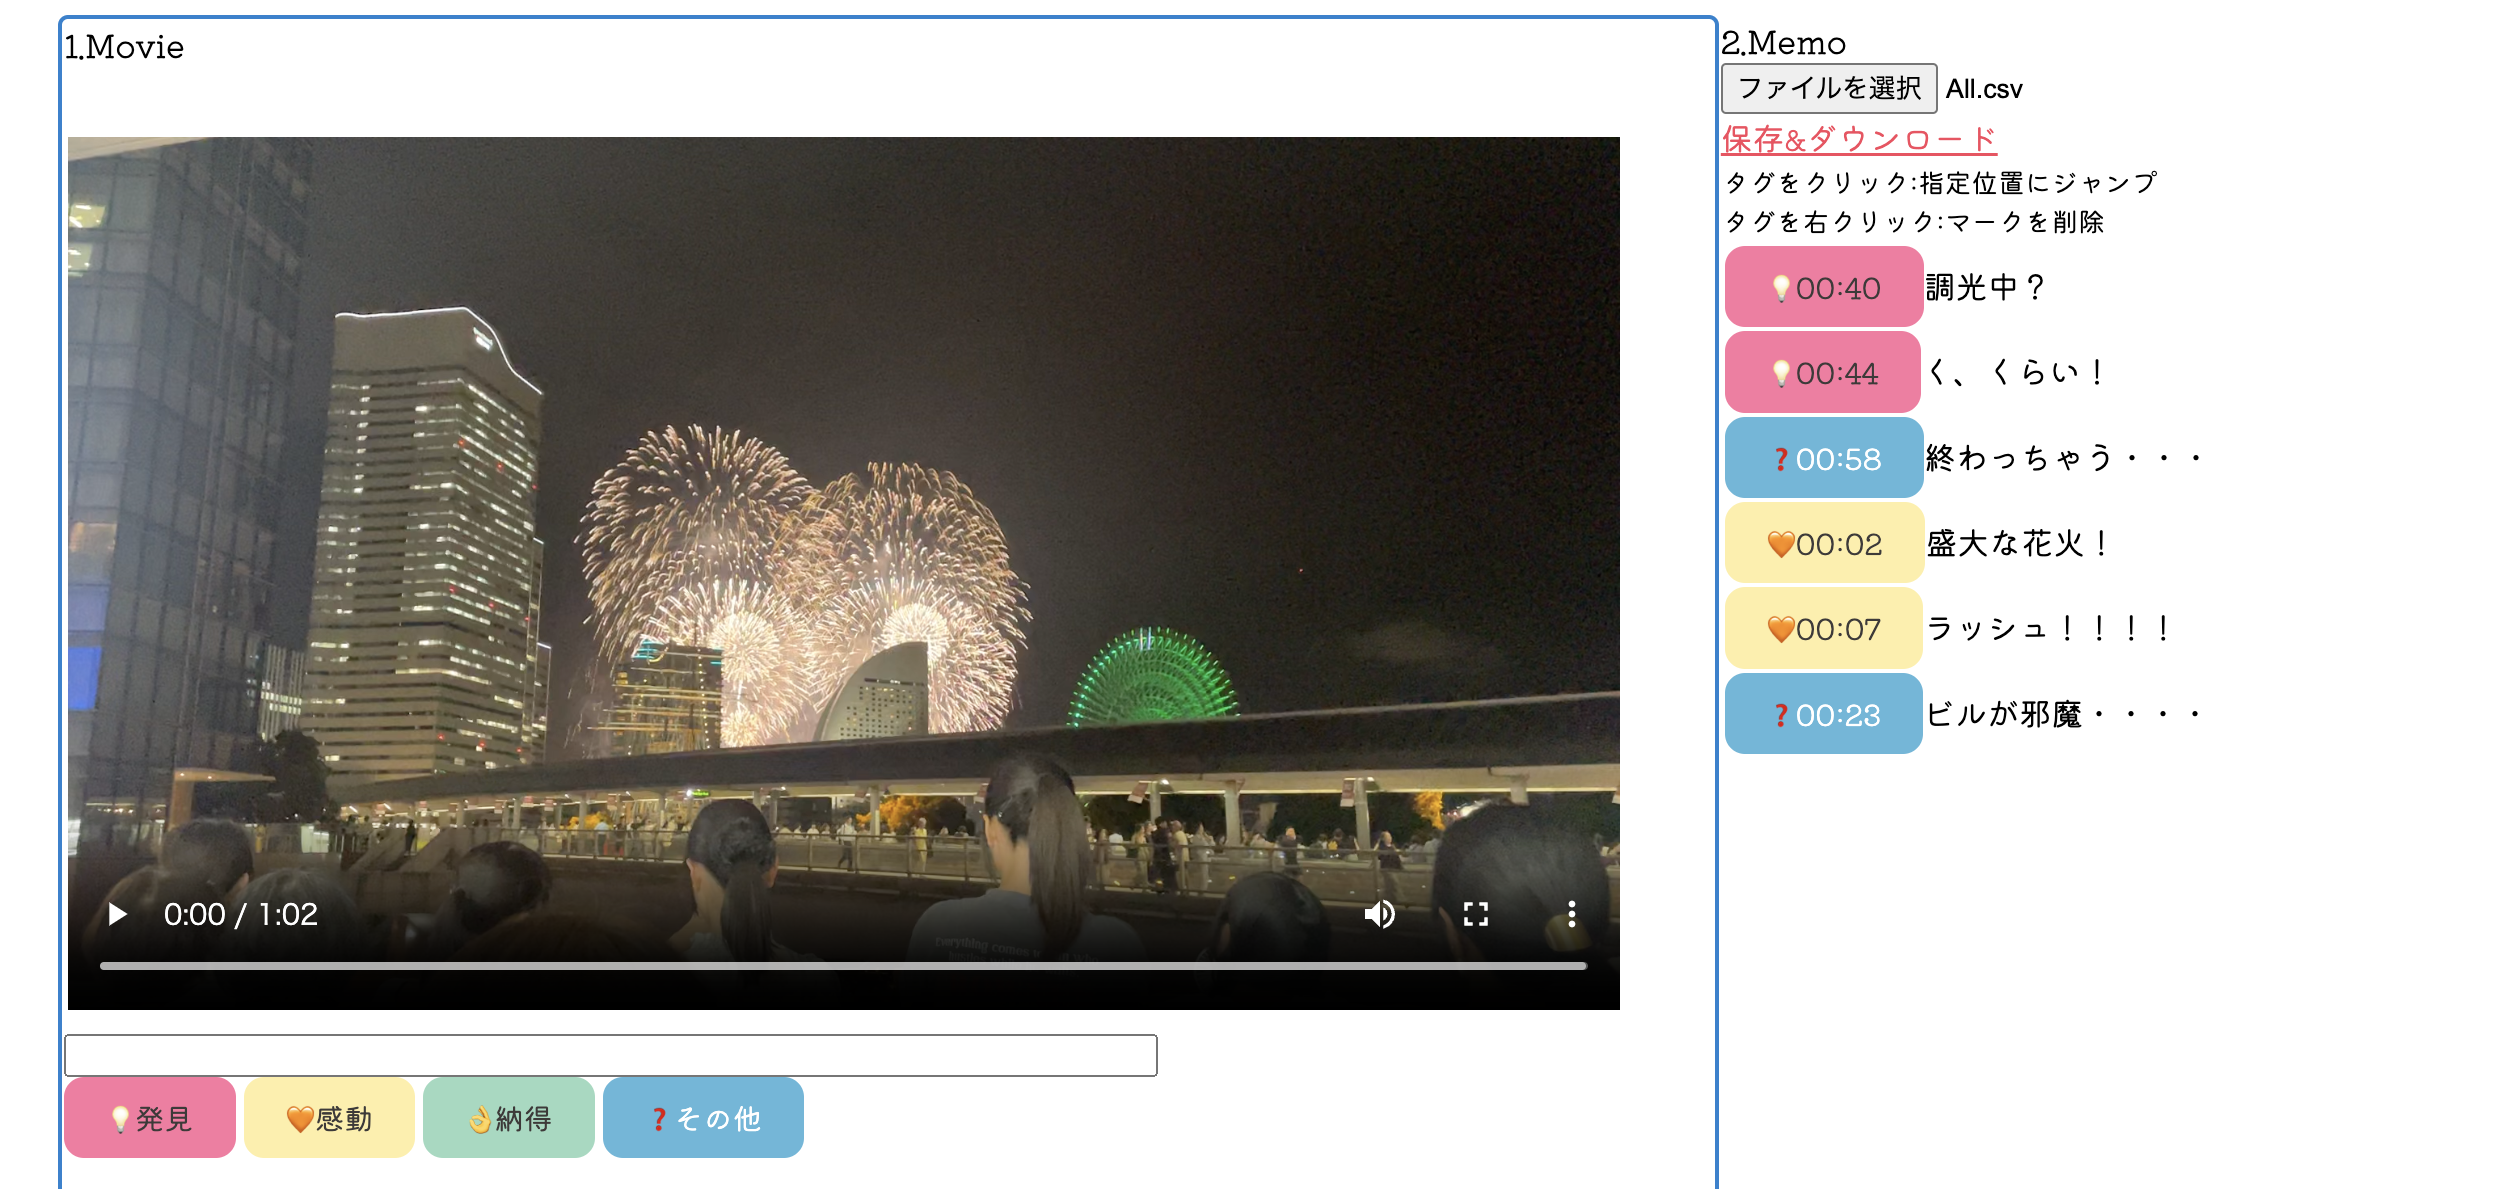 1.Movie
0:00 / 1:02
💡発見
🧡感動
👌納得
❓その他
2.Memo
ファイルを選択 All.csv
保存&ダウンロード
タグをクリック:指定位置にジャンプ
タグを右クリック:マークを削除
💡00:40 調光中？
💡00:44 く、くらい！
❓00:58 終わっちゃう・・・
🧡00:02 盛大な花火！
🧡00:07 ラッシュ！！！！
❓00:23 ビルが邪魔・・・・